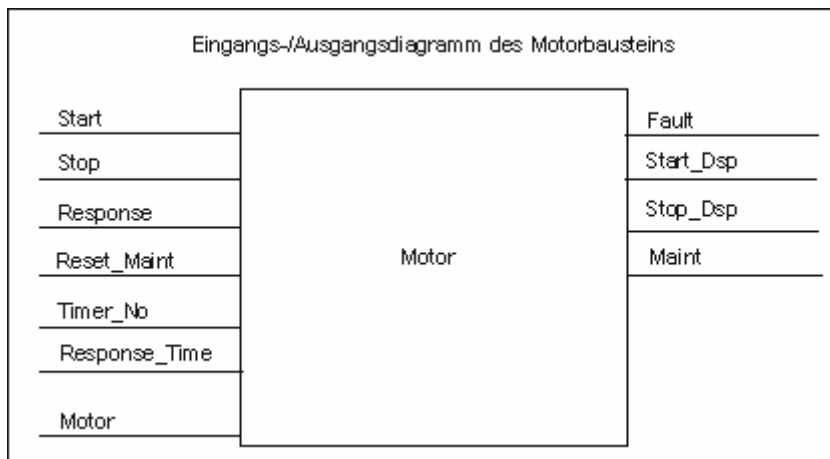 Eingangs-/Ausgangsdiagramm des Motorbausteins
Start
Stop
Response
Reset_Maint
Timer_No
Response_Time
Motor
Motor
Fault
Start_Dsp
Stop_Dsp
Maint